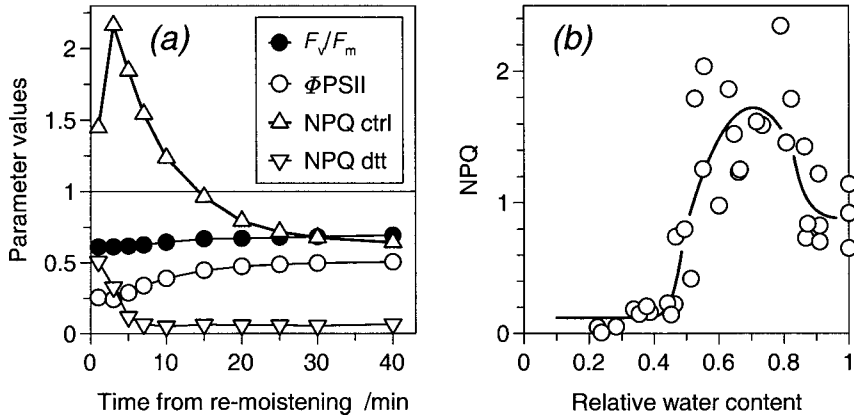 (a)
F_v/F_m
ΦPSII
NPQ ctrl
NPQ dtt
2
1.5
1
0.5
0
Parameter values
0 10 20 30 40
Time from re-moistening /min
(b)
2
1
0
NPQ
0 0.2 0.4 0.6 0.8 1
Relative water content